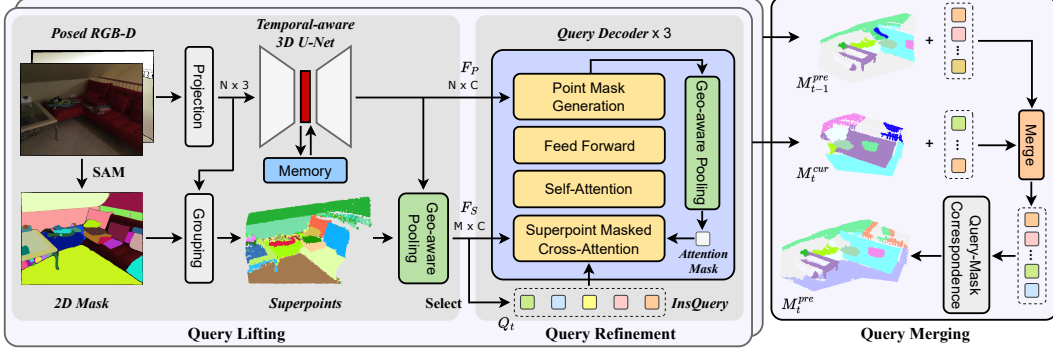 Posed RGB-D
Projection
N x 3
SAM
2D Mask
Grouping
Temporal-aware
3D U-Net
Memory
Superpoints
F_P
N x C
Geo-aware
Pooling
F_S
M x C
Select
Query Lifting
Query Decoder x 3
Point Mask
Generation
Feed Forward
Self-Attention
Superpoint Masked
Cross-Attention
Geo-aware Pooling
Attention
Mask
Q_t
...
InsQuery
Query Refinement
M_{t-1}^{pre}
+
...
M_t^{cur}
+
...
Merge
...
Query-Mask
Correspondence
M_t^{pre}
Query Merging